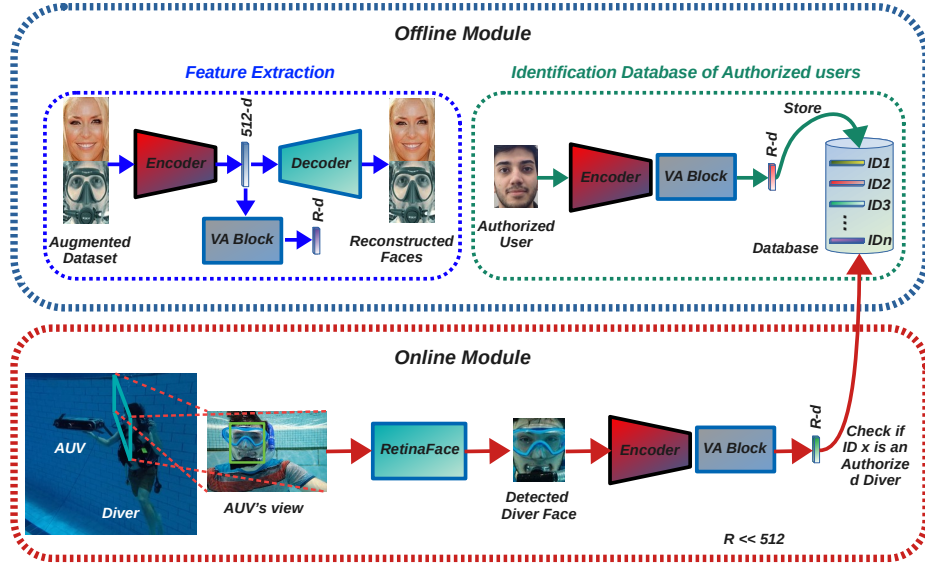 Offline Module
Feature Extraction
Identification Database of Authorized users
512-d
Encoder
Decoder
VA Block
R-d
Augmented
Dataset
Reconstructed
Faces
Authorized
User
Encoder
VA Block
R-d
Store
ID1
ID2
ID3
⋮
IDn
Database
Online Module
AUV
Diver
AUV's view
RetinaFace
Detected
Diver Face
Encoder
VA Block
R-d
Check if
ID x is an
Authorize
d Diver
R << 512